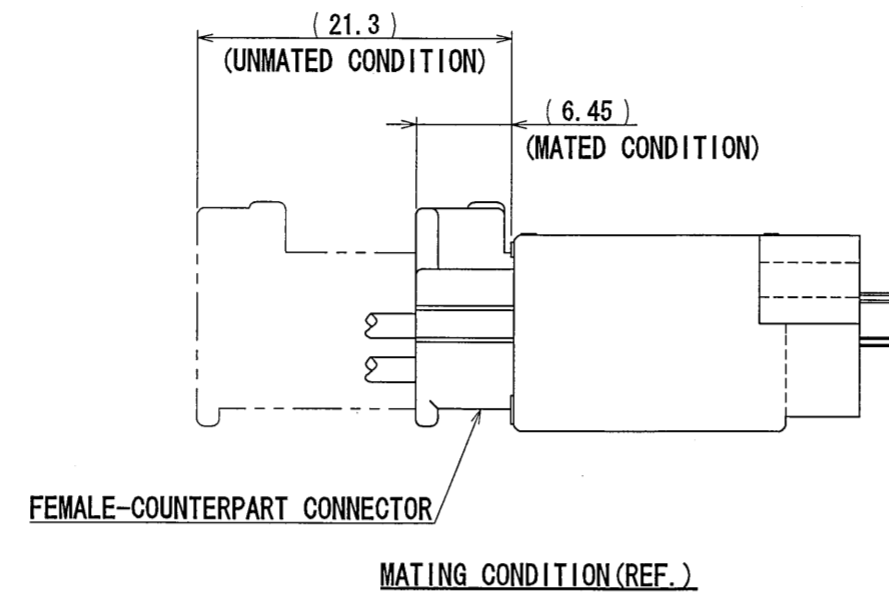 (21.3)
(UNMATED CONDITION)
(6.45)
(MATED CONDITION)
FEMALE-COUNTERPART CONNECTOR
MATING CONDITION(REF.)